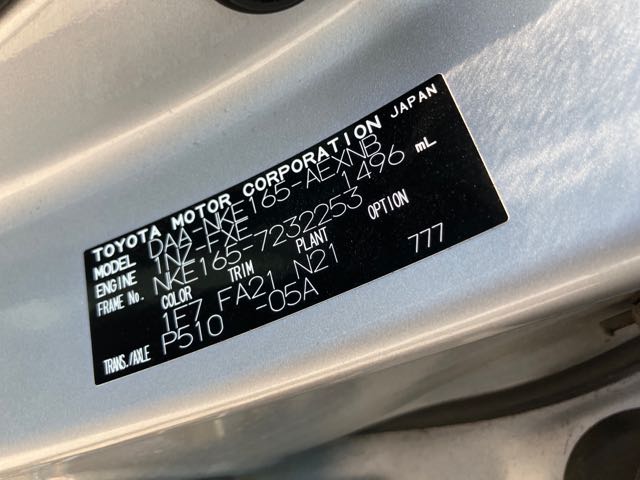 TOYOTA MOTOR CORPORATION JAPAN
MODEL DAA-NKE165-AEXNB
ENGINE 1NZ-FXE 1496 mL
FRAME No. NKE165-7232253
COLOR TRIM PLANT OPTION
1F7 FA21 N21 777
TRANS./AXLE P510 -05A